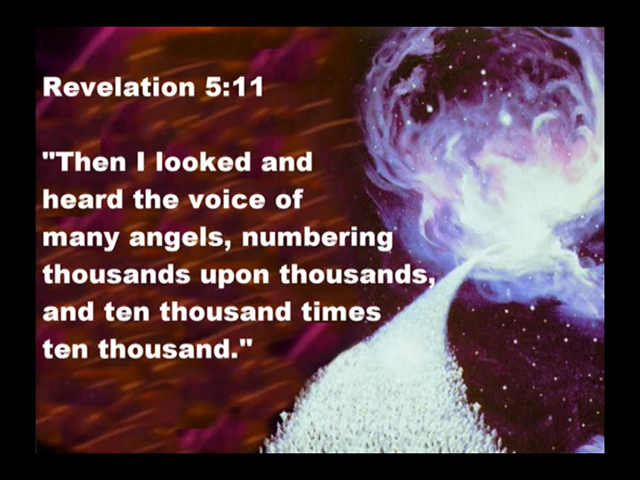 Revelation 5:11
"Then I looked and
heard the voice of
many angels, numbering
thousands upon thousands,
and ten thousand times
ten thousand."